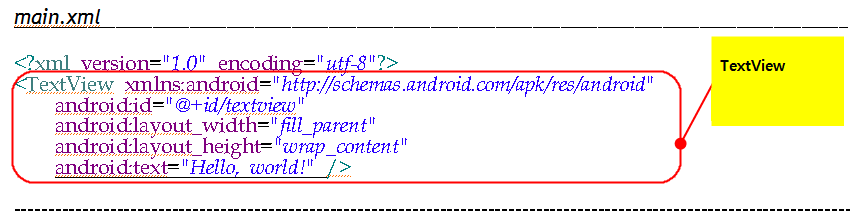 main.xml
<?xml version="1.0" encoding="utf-8"?>
<TextView xmlns:android="http://schemas.android.com/apk/res/android"
TextView
android:id="@+id/textview"
android:layout_width="fill_parent"
android:layout_height="wrap_content"
android:text="Hello, world!" />